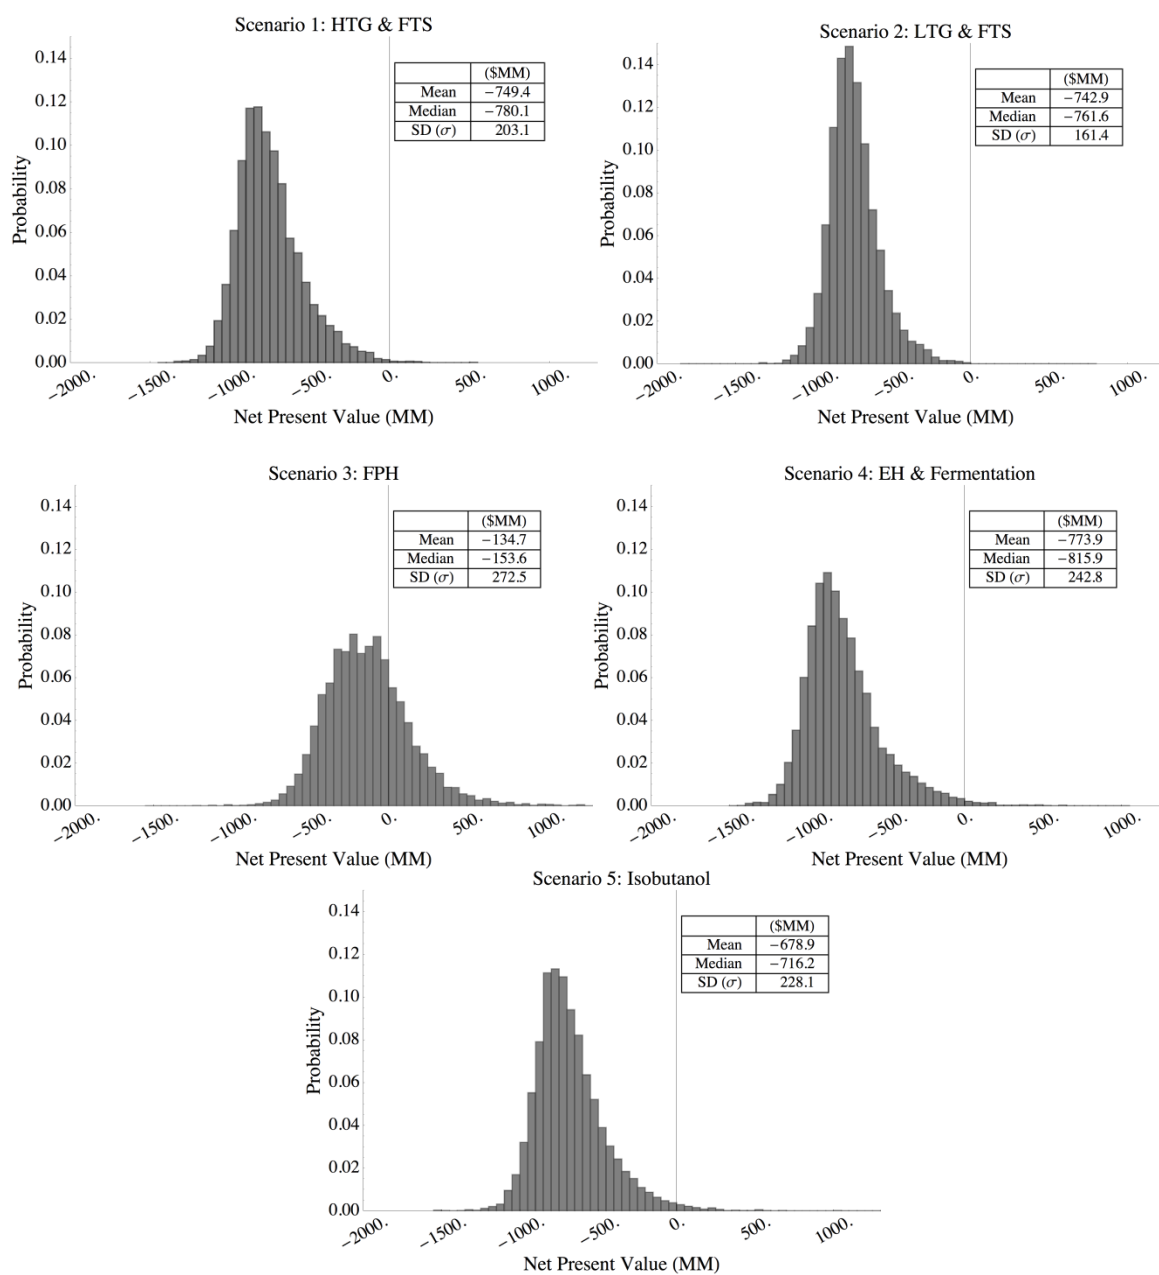 Scenario 1: HTG & FTS
0.14
0.12
0.10
0.08
0.06
0.04
0.02
0.00
Probability
($MM)
Mean −749.4
Median −780.1
SD (σ) 203.1
−2000. −1500. −1000. −500. 0. 500. 1000.
Net Present Value (MM)
Scenario 2: LTG & FTS
0.14
0.12
0.10
0.08
0.06
0.04
0.02
0.00
Probability
($MM)
Mean −742.9
Median −761.6
SD (σ) 161.4
−2000. −1500. −1000. −500. 0. 500. 1000.
Net Present Value (MM)
Scenario 3: FPH
0.14
0.12
0.10
0.08
0.06
0.04
0.02
0.00
Probability
($MM)
Mean −134.7
Median −153.6
SD (σ) 272.5
−2000. −1500. −1000. −500. 0. 500. 1000.
Net Present Value (MM)
Scenario 4: EH & Fermentation
0.14
0.12
0.10
0.08
0.06
0.04
0.02
0.00
Probability
($MM)
Mean −773.9
Median −815.9
SD (σ) 242.8
−2000. −1500. −1000. −500. 0. 500. 1000.
Net Present Value (MM)
Scenario 5: Isobutanol
0.14
0.12
0.10
0.08
0.06
0.04
0.02
0.00
Probability
($MM)
Mean −678.9
Median −716.2
SD (σ) 228.1
−2000. −1500. −1000. −500. 0. 500. 1000.
Net Present Value (MM)